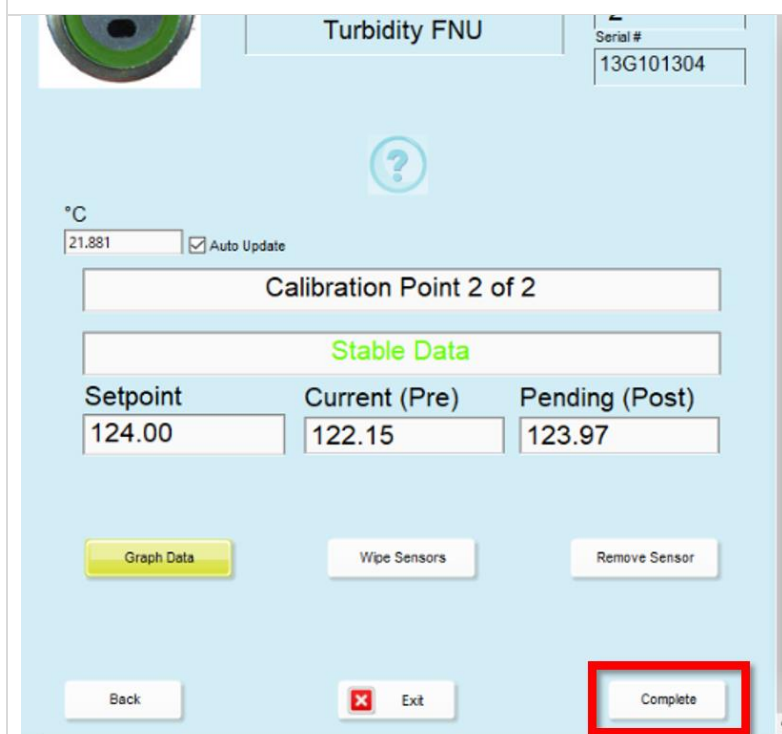 Turbidity FNU
2
Serial #
13G101304
?
°C
21.881
Auto Update
Calibration Point 2 of 2
Stable Data
Setpoint Current (Pre) Pending (Post)
124.00 122.15 123.97
Graph Data Wipe Sensors Remove Sensor
Back Exit Complete